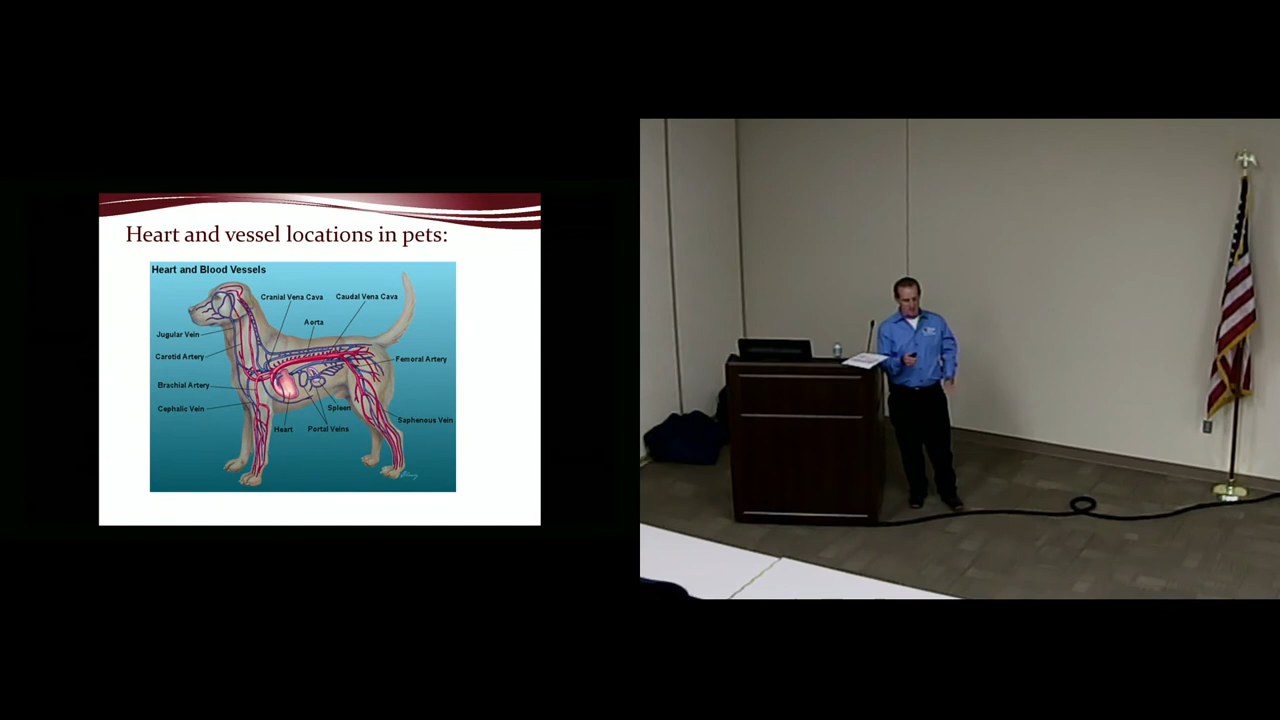 Heart and vessel locations in pets:
Heart and Blood Vessels
Cranial Vena Cava
Caudal Vena Cava
Aorta
Jugular Vein
Carotid Artery
Femoral Artery
Brachial Artery
Cephalic Vein
Spleen
Saphenous Vein
Heart
Portal Veins